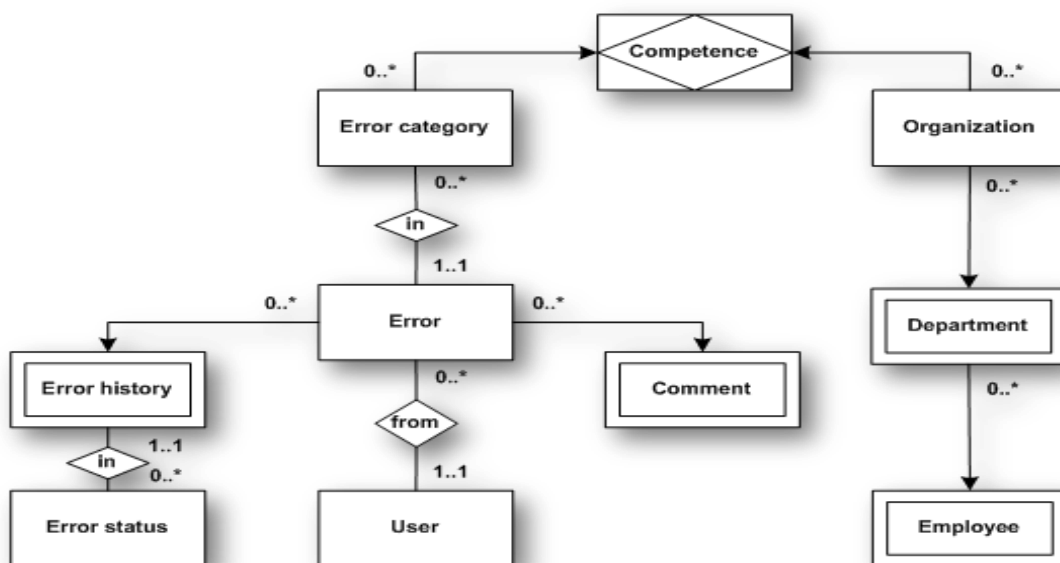 Competence
0..*
0..*
Error category
Organization
0..*
0..*
in
1..1
0..*
Error
0..*
Department
Error history
0..*
Comment
0..*
from
1..1
in
0..*
1..1
Error status
User
Employee